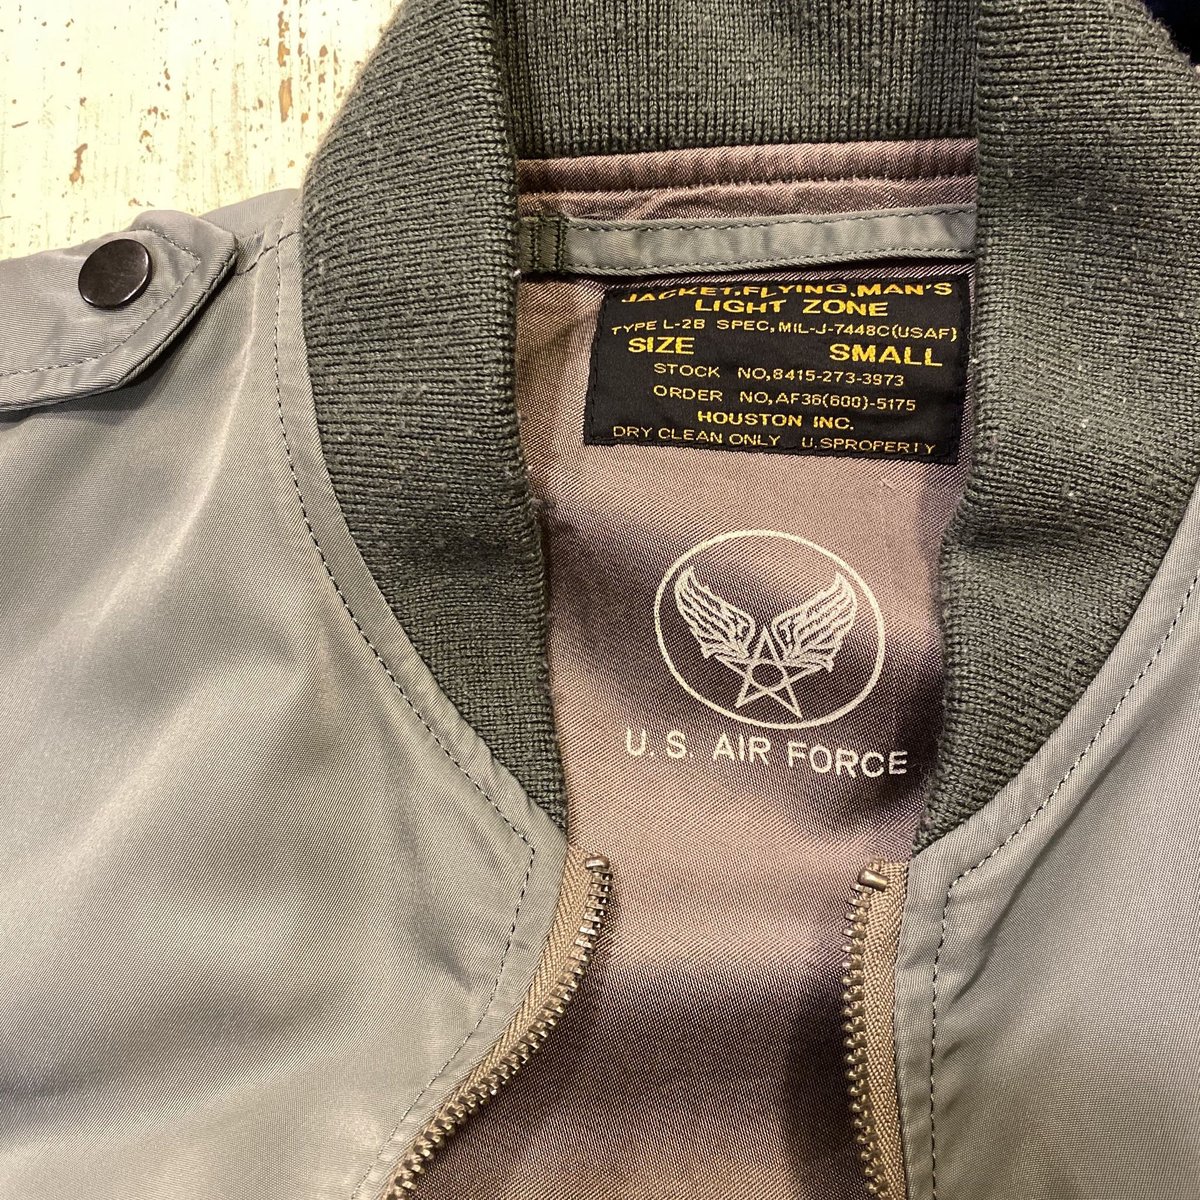 JACKET,FLYING,MAN'S
LIGHT ZONE
TYPE L-2B SPEC,MIL-J-7448C(USAF)
SIZE SMALL
STOCK NO,8415-273-3973
ORDER NO,AF36(600)-5175
HOUSTON INC.
DRY CLEAN ONLY U.SPROPERTY
U.S. AIR FORCE